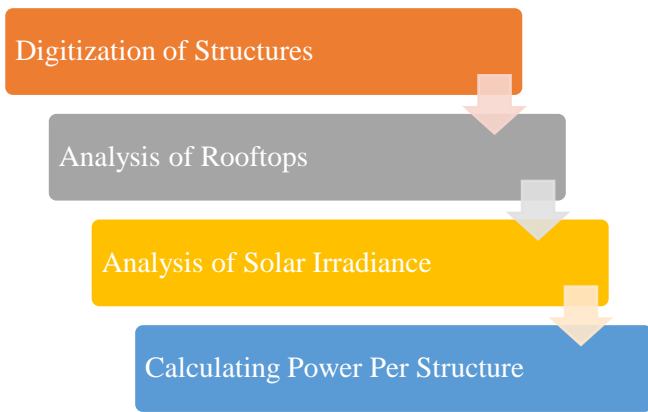 Digitization of Structures
Analysis of Rooftops
Analysis of Solar Irradiance
Calculating Power Per Structure